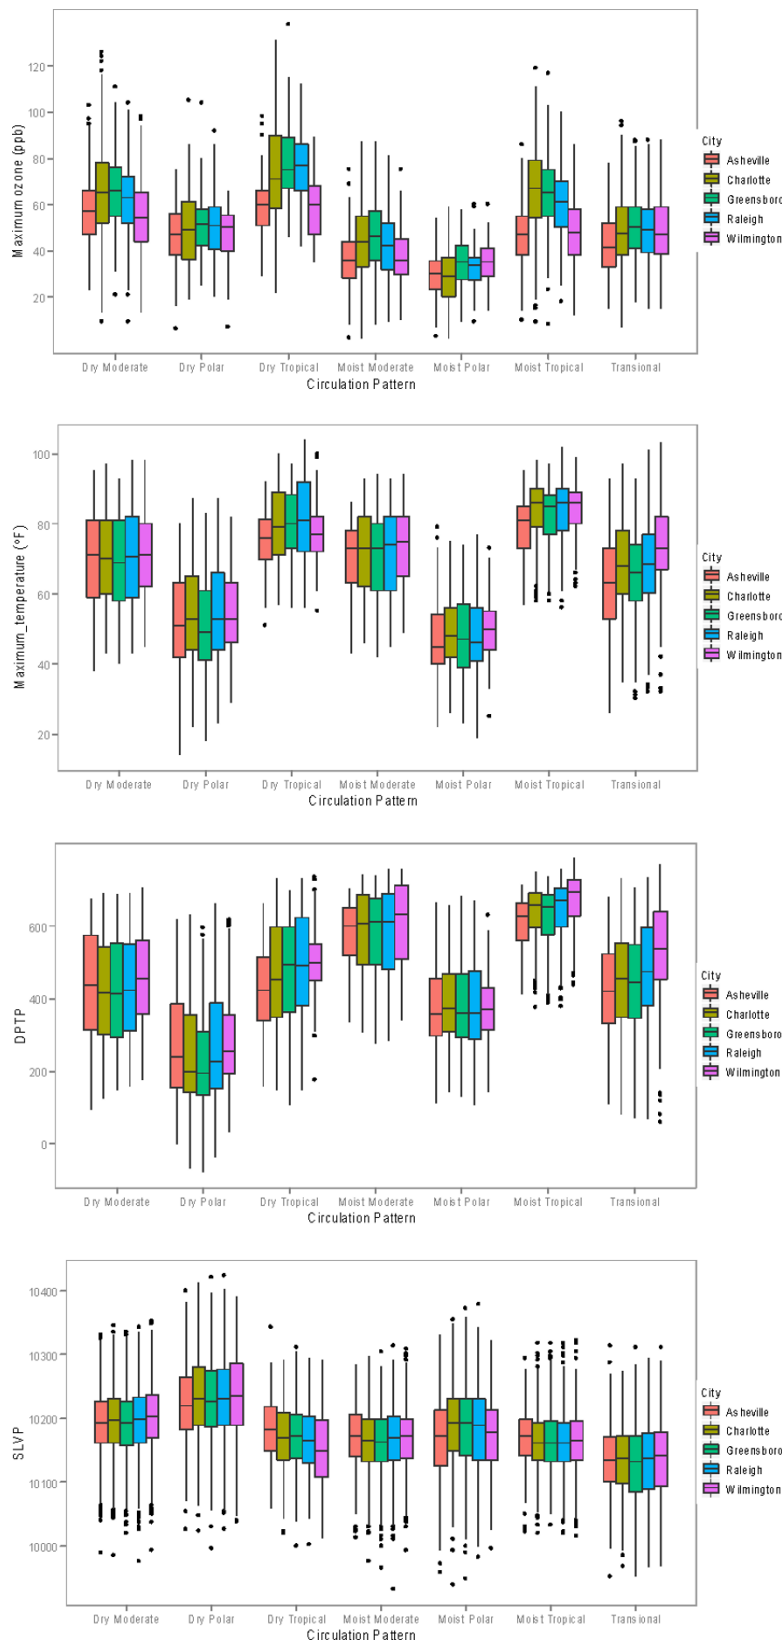 120
100
80
60
40
20
Maximum ozone (ppb)
Dry Moderate Dry Polar Dry Tropical Moist Moderate Moist Polar Moist Tropical Transional
Circulation Pattern
City
Asheville
Charlotte
Greensboro
Raleigh
Wilmington
100
80
60
40
20
Maximum_temperature (°F)
Dry Moderate Dry Polar Dry Tropical Moist Moderate Moist Polar Moist Tropical Transional
Circulation Pattern
City
Asheville
Charlotte
Greensboro
Raleigh
Wilmington
600
400
200
0
DPTP
Dry Moderate Dry Polar Dry Tropical Moist Moderate Moist Polar Moist Tropical Transional
Circulation Pattern
City
Asheville
Charlotte
Greensboro
Raleigh
Wilmington
10400
10300
10200
10100
10000
SLVP
Dry Moderate Dry Polar Dry Tropical Moist Moderate Moist Polar Moist Tropical Transional
Circulation Pattern
City
Asheville
Charlotte
Greensboro
Raleigh
Wilmington